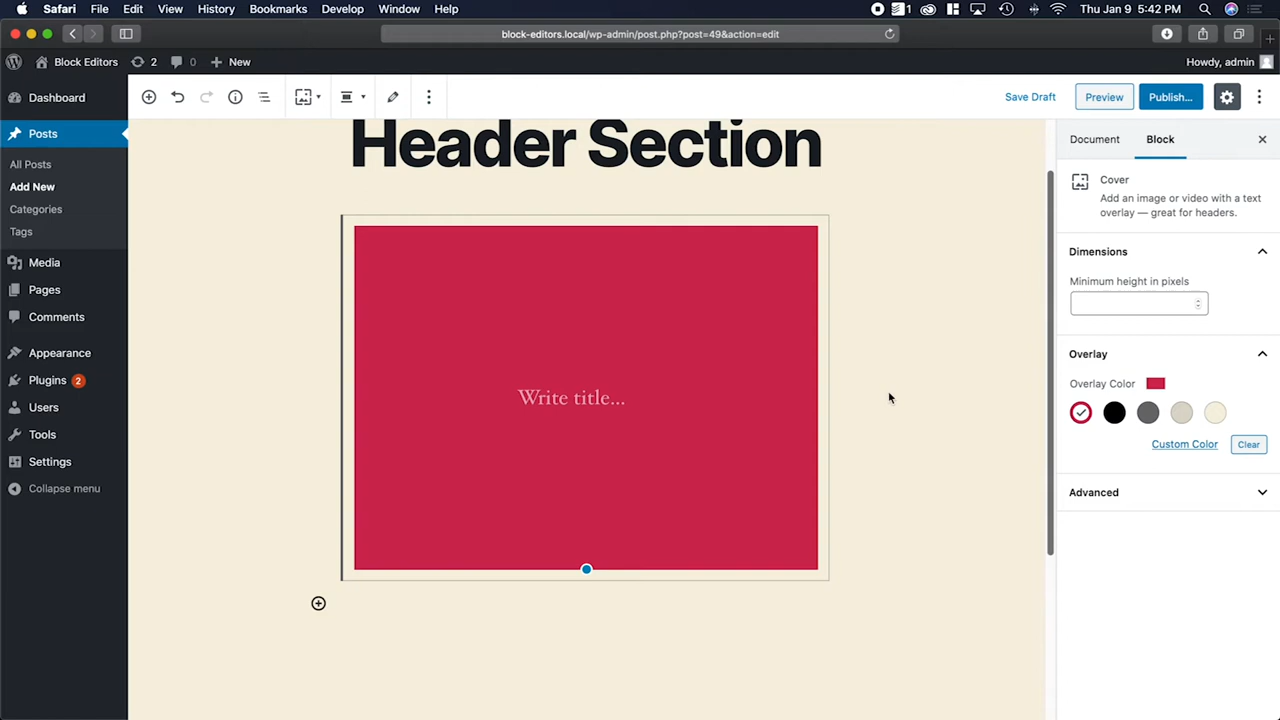 Safari File Edit View History Bookmarks Develop Window Help 1 Thu Jan 9 5:42 PM
block-editors.local/wp-admin/post.php?post=49&action=edit
Block Editors 2 0 New Howdy, admin
Dashboard
Posts
All Posts
Add New
Categories
Tags
Media
Pages
Comments
Appearance
Plugins 2
Users
Tools
Settings
Collapse menu
Save Draft Preview Publish...
Header Section
Write title...
Document Block
Cover
Add an image or video with a text
overlay — great for headers.
Dimensions
Minimum height in pixels
Overlay
Overlay Color
Custom Color Clear
Advanced